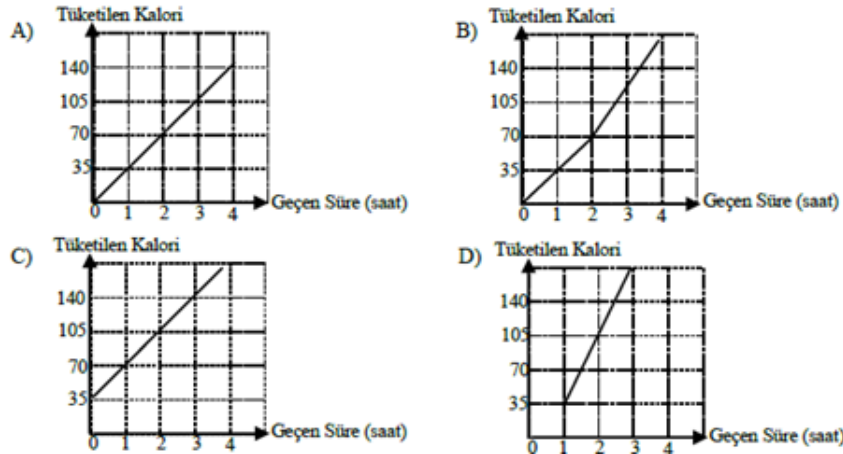 A)
Tüketilen Kalori
140
105
70
35
0 1 2 3 4
Geçen Süre (saat)
B)
Tüketilen Kalori
140
105
70
35
0 1 2 3 4
Geçen Süre (saat)
C)
Tüketilen Kalori
140
105
70
35
0 1 2 3 4
Geçen Süre (saat)
D)
Tüketilen Kalori
140
105
70
35
0 1 2 3 4
Geçen Süre (saat)